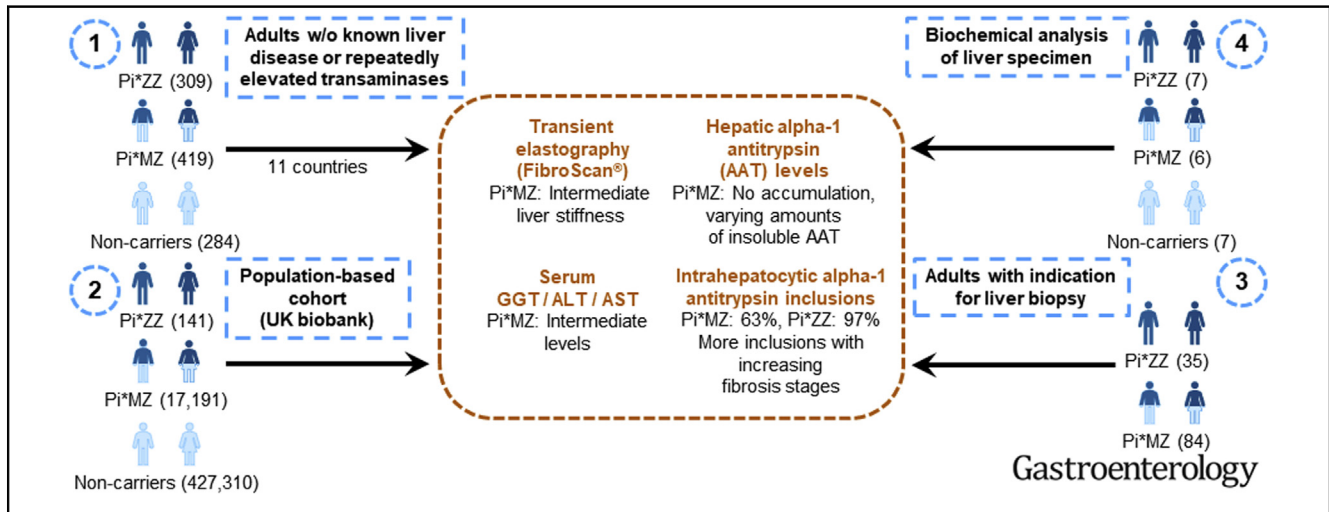 1
Adults w/o known liver
disease or repeatedly
elevated transaminases
Pi*ZZ (309)
Pi*MZ (419)
11 countries
Non-carriers (284)
2
Population-based
cohort
(UK biobank)
Pi*ZZ (141)
Pi*MZ (17,191)
Non-carriers (427,310)
Transient
elastography
(FibroScan®)
Pi*MZ: Intermediate
liver stiffness
Hepatic alpha-1
antitrypsin
(AAT) levels
Pi*MZ: No accumulation,
varying amounts
of insoluble AAT
Serum
GGT / ALT / AST
Pi*MZ: Intermediate
levels
Intrahepatocytic alpha-1
antitrypsin inclusions
Pi*MZ: 63%, Pi*ZZ: 97%
More inclusions with
increasing
fibrosis stages
Biochemical analysis
of liver specimen
4
Pi*ZZ (7)
Pi*MZ (6)
Non-carriers (7)
Adults with indication
for liver biopsy
3
Pi*ZZ (35)
Pi*MZ (84)
Gastroenterology